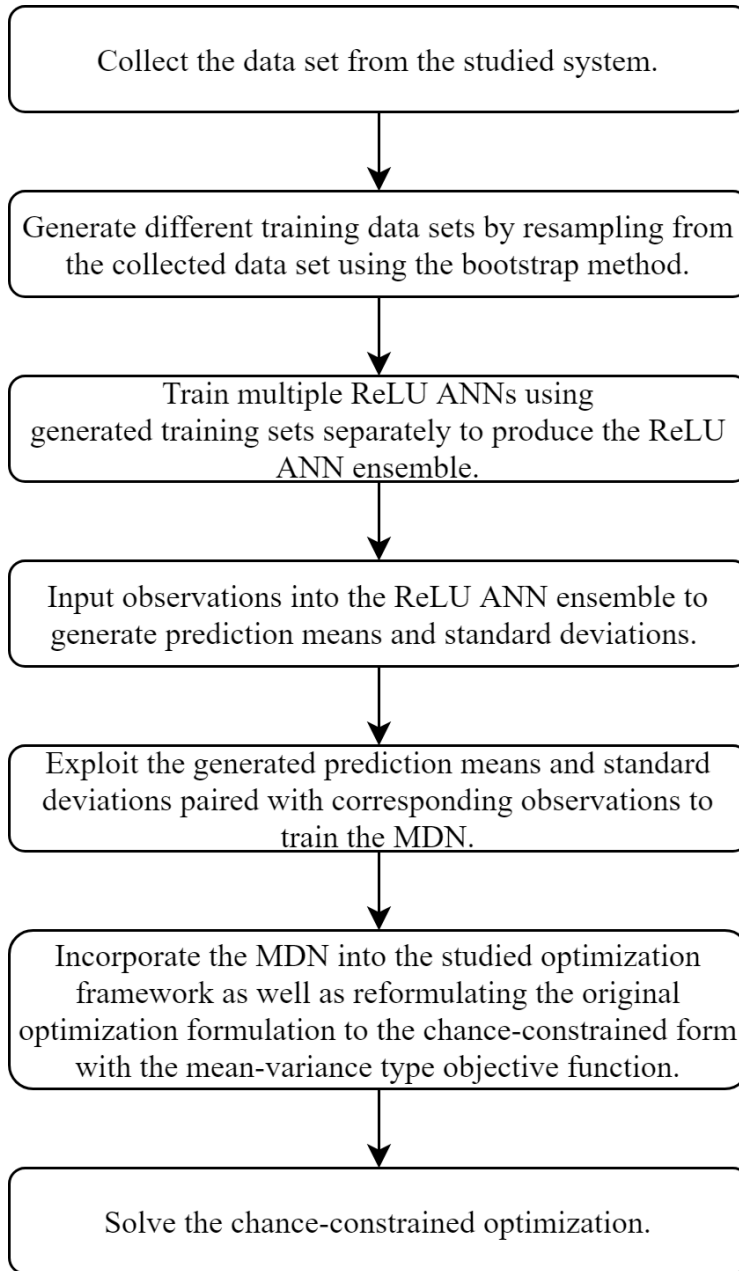 Collect the data set from the studied system.
Generate different training data sets by resampling from
the collected data set using the bootstrap method.
Train multiple ReLU ANNs using
generated training sets separately to produce the ReLU
ANN ensemble.
Input observations into the ReLU ANN ensemble to
generate prediction means and standard deviations.
Exploit the generated prediction means and standard
deviations paired with corresponding observations to
train the MDN.
Incorporate the MDN into the studied optimization
framework as well as reformulating the original
optimization formulation to the chance-constrained form
with the mean-variance type objective function.
Solve the chance-constrained optimization.